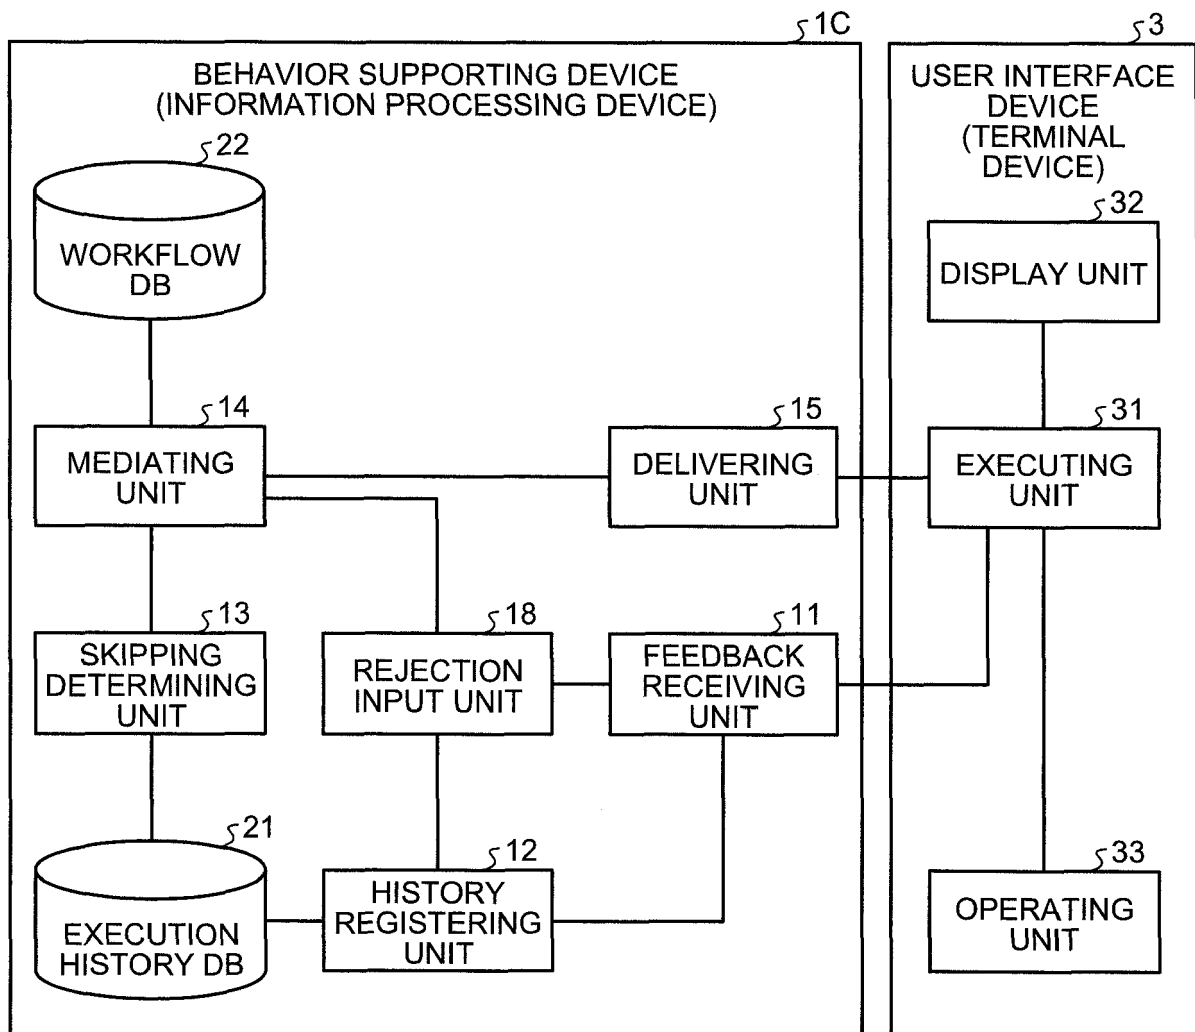 1C
BEHAVIOR SUPPORTING DEVICE
(INFORMATION PROCESSING DEVICE)
22
WORKFLOW
DB
14
MEDIATING
UNIT
15
DELIVERING
UNIT
13
SKIPPING
DETERMINING
UNIT
18
REJECTION
INPUT UNIT
11
FEEDBACK
RECEIVING
UNIT
21
EXECUTION
HISTORY DB
12
HISTORY
REGISTERING
UNIT
3
USER INTERFACE
DEVICE
(TERMINAL
DEVICE)
32
DISPLAY UNIT
31
EXECUTING
UNIT
33
OPERATING
UNIT